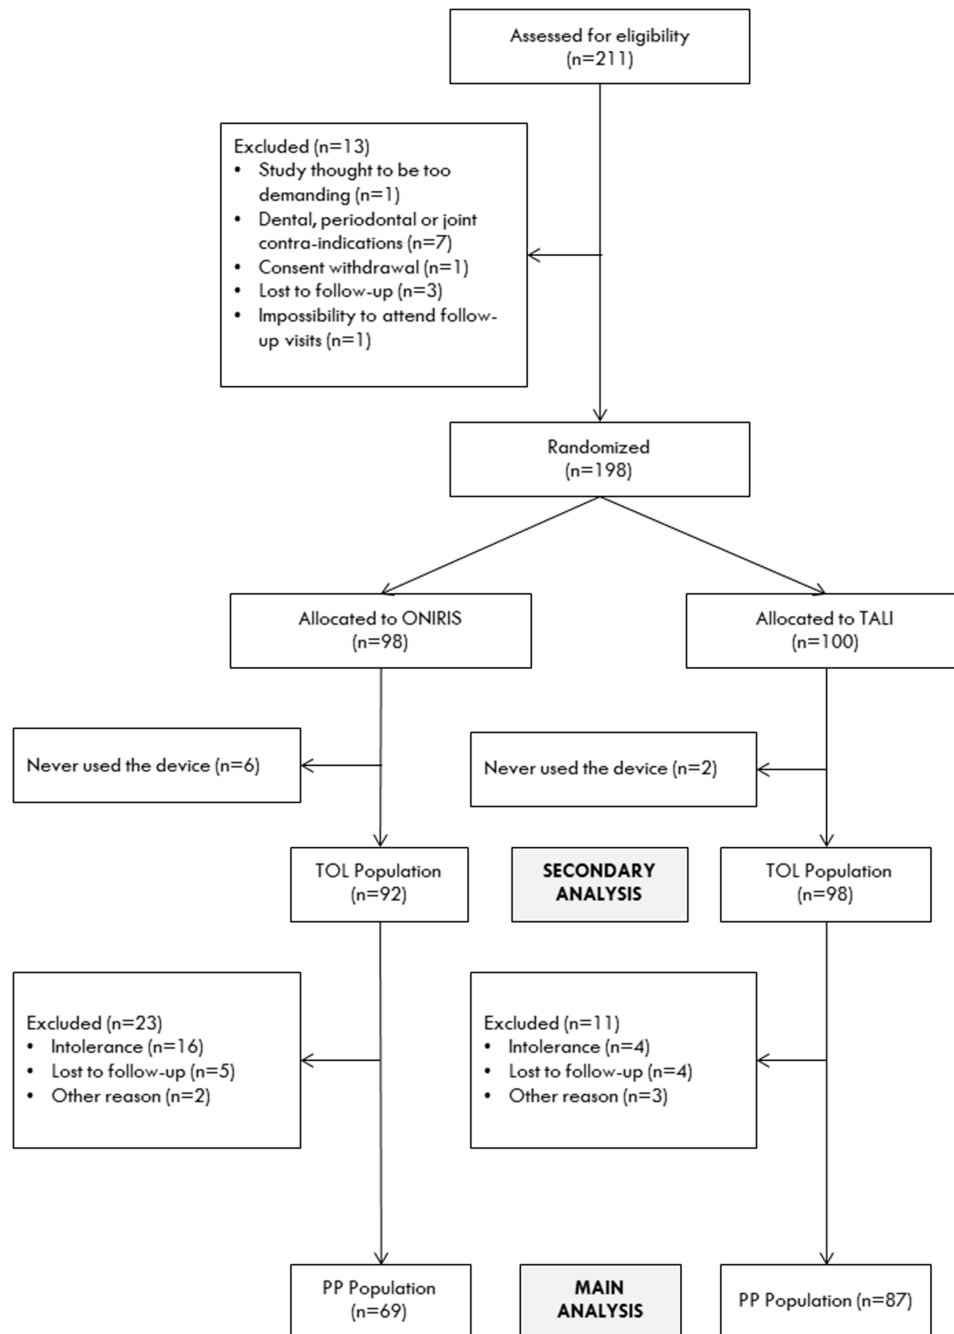 Assessed for eligibility
(n=211)
Excluded (n=13)
• Study thought to be too
demanding (n=1)
• Dental, periodontal or joint
contra-indications (n=7)
• Consent withdrawal (n=1)
• Lost to follow-up (n=3)
• Impossibility to attend follow-
up visits (n=1)
Randomized
(n=198)
Allocated to ONIRIS
(n=98)
Allocated to TALI
(n=100)
Never used the device (n=6)
Never used the device (n=2)
TOL Population
(n=92)
SECONDARY
ANALYSIS
TOL Population
(n=98)
Excluded (n=23)
• Intolerance (n=16)
• Lost to follow-up (n=5)
• Other reason (n=2)
Excluded (n=11)
• Intolerance (n=4)
• Lost to follow-up (n=4)
• Other reason (n=3)
PP Population
(n=69)
MAIN
ANALYSIS
PP Population (n=87)